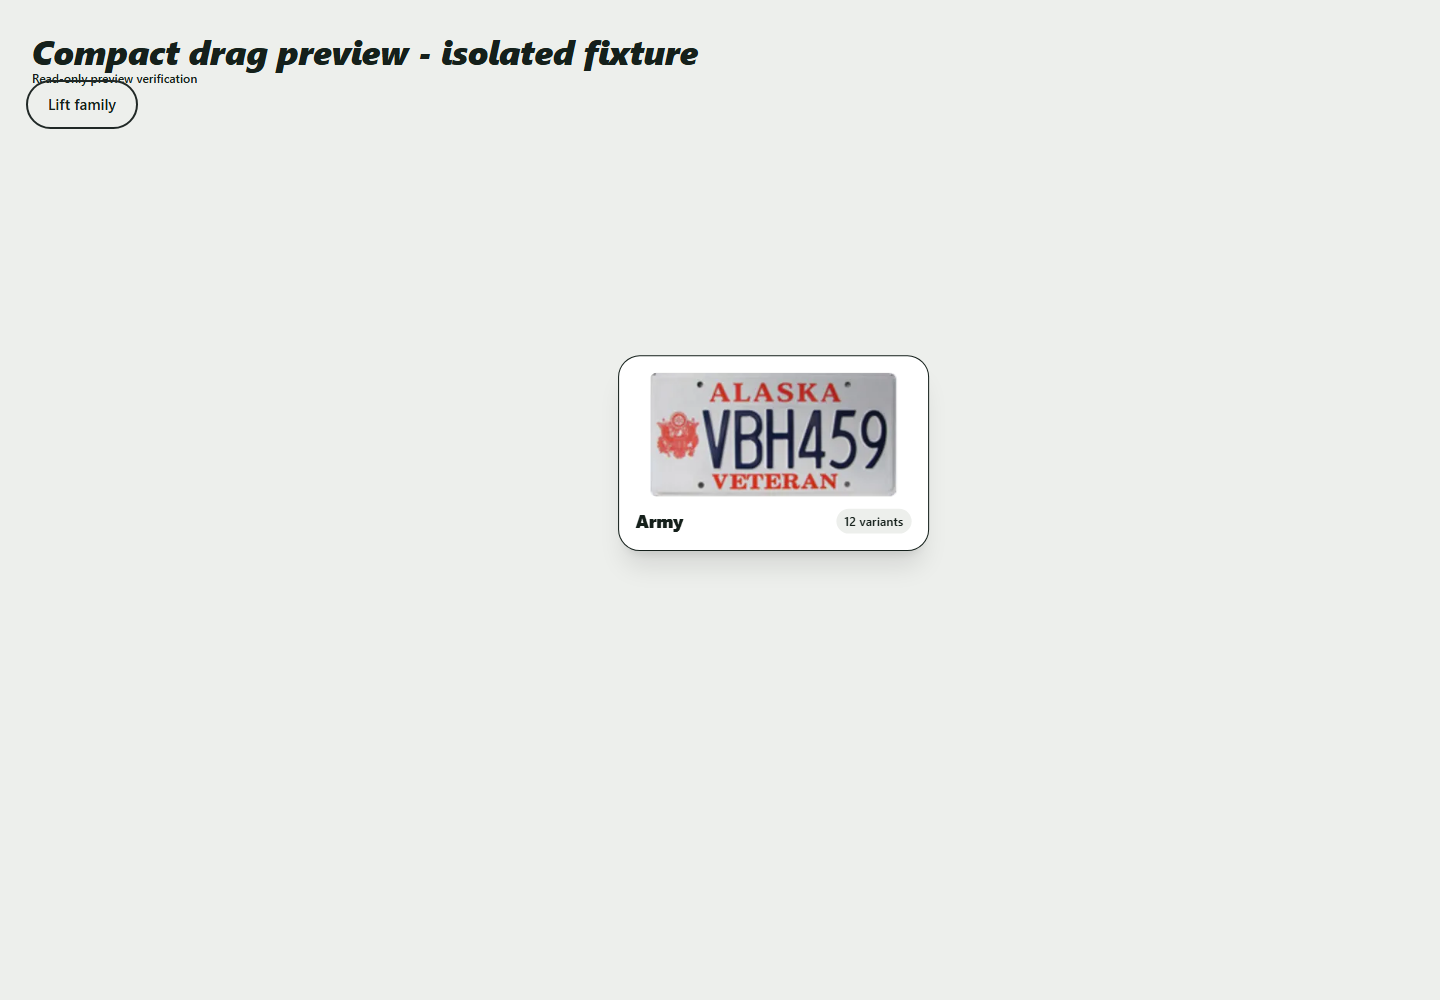 Compact drag preview - isolated fixture
Read-only preview verification
Lift family
ALASKA
VBH459
VETERAN
Army
12 variants